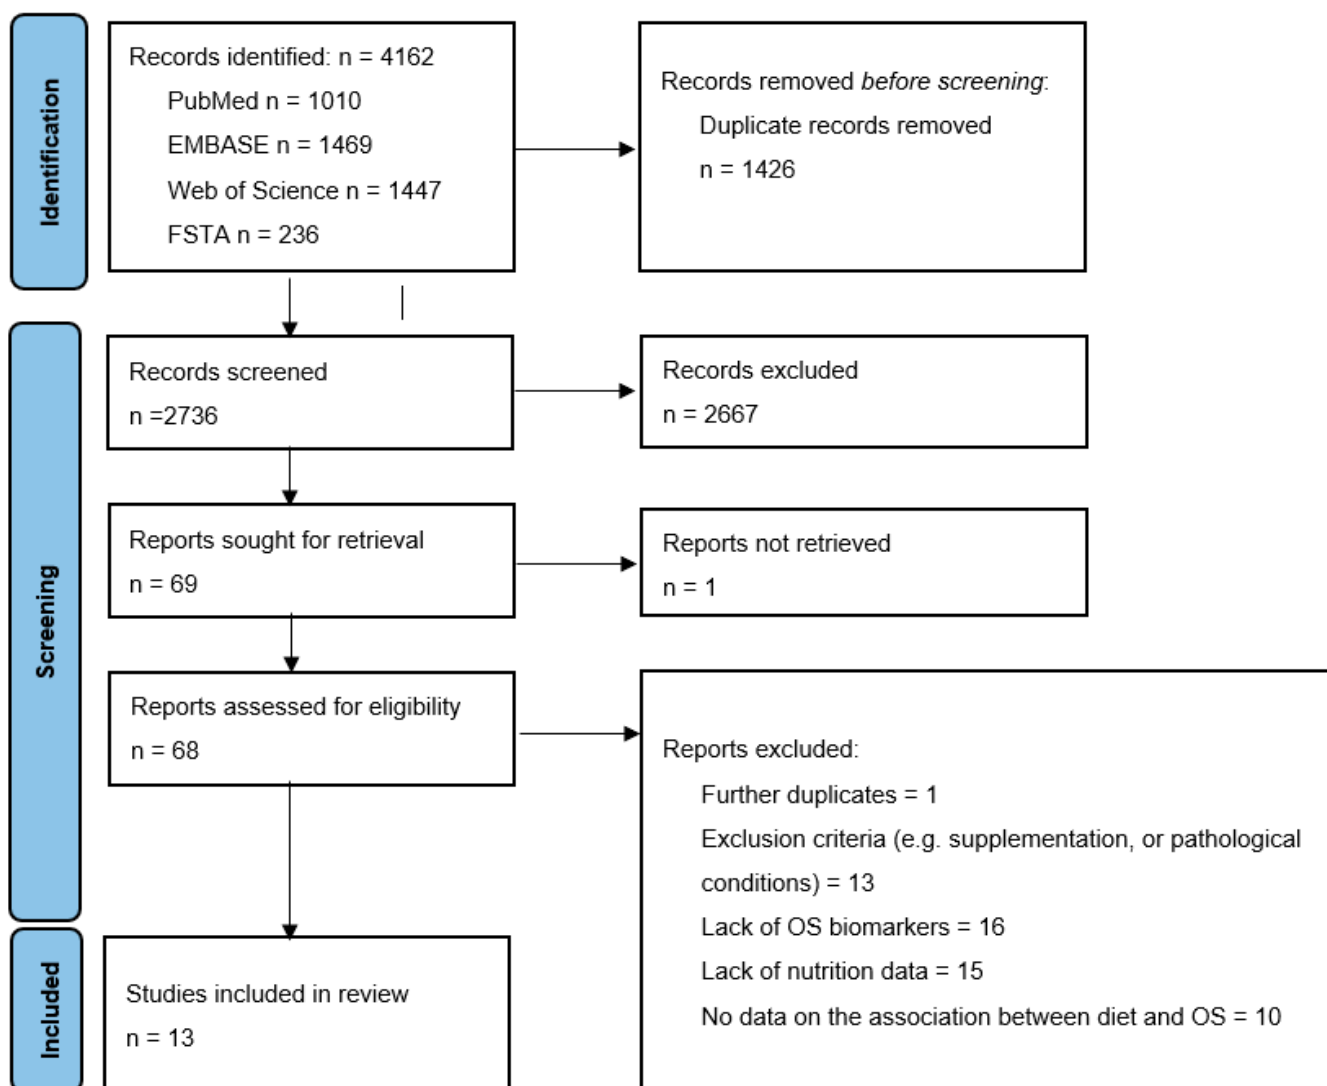 Identification
Records identified: n = 4162
PubMed n = 1010
EMBASE n = 1469
Web of Science n = 1447
FSTA n = 236
Records removed before screening:
Duplicate records removed
n = 1426
Screening
Records screened
n =2736
Records excluded
n = 2667
Reports sought for retrieval
n = 69
Reports not retrieved
n = 1
Reports assessed for eligibility
n = 68
Reports excluded:
Further duplicates = 1
Exclusion criteria (e.g. supplementation, or pathological
conditions) = 13
Lack of OS biomarkers = 16
Lack of nutrition data = 15
No data on the association between diet and OS = 10
Included
Studies included in review
n = 13